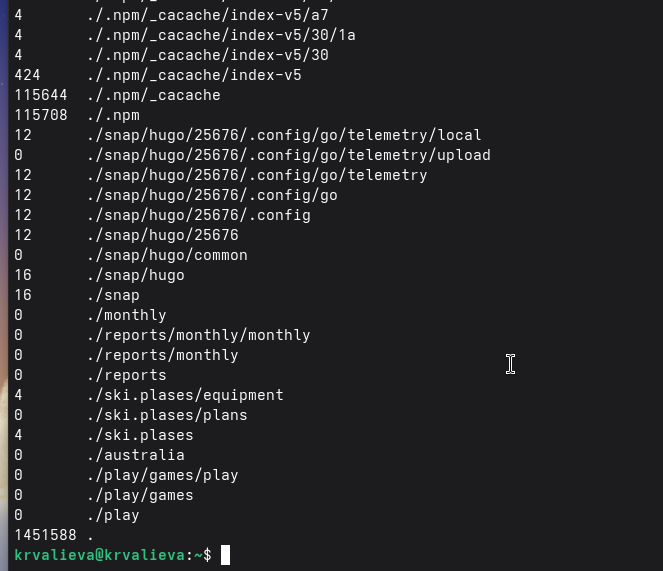 4       ./.npm/_cacache/index-v5/a7
4       ./.npm/_cacache/index-v5/30/1a
4       ./.npm/_cacache/index-v5/30
424     ./.npm/_cacache/index-v5
115644  ./.npm/_cacache
115708  ./.npm
12      ./snap/hugo/25676/.config/go/telemetry/local
0       ./snap/hugo/25676/.config/go/telemetry/upload
12      ./snap/hugo/25676/.config/go/telemetry
12      ./snap/hugo/25676/.config/go
12      ./snap/hugo/25676/.config
12      ./snap/hugo/25676
0       ./snap/hugo/common
16      ./snap/hugo
16      ./snap
0       ./monthly
0       ./reports/monthly/monthly
0       ./reports/monthly
0       ./reports
4       ./ski.plases/equipment
0       ./ski.plases/plans
4       ./ski.plases
0       ./australia
0       ./play/games/play
0       ./play/games
0       ./play
1451588 .
krvalieva@krvalieva:~$